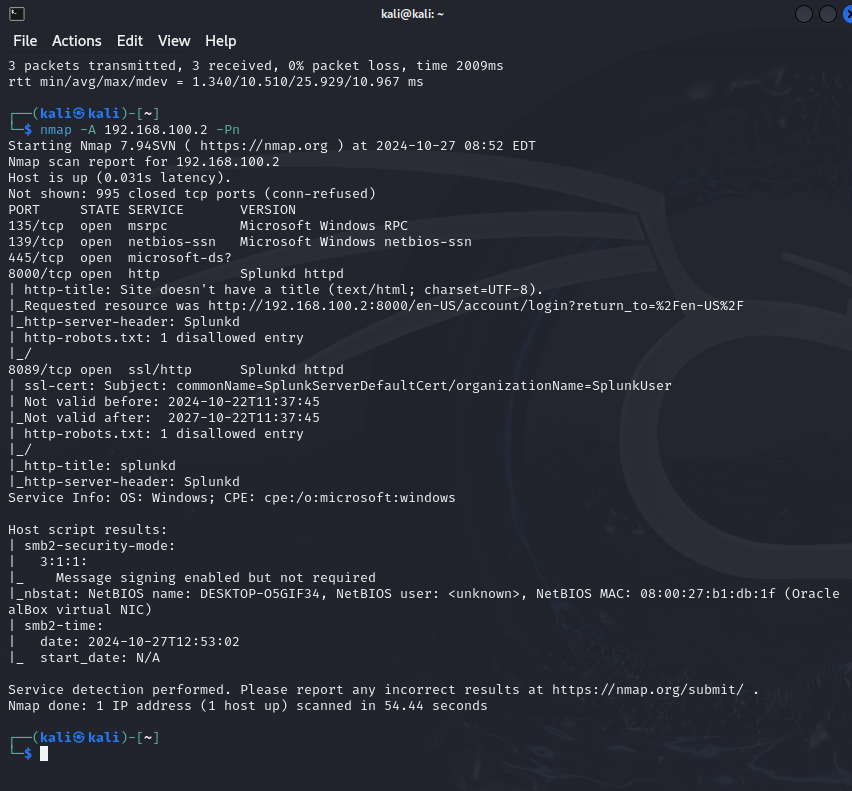 kali@kali: ~
File Actions Edit View Help
3 packets transmitted, 3 received, 0% packet loss, time 2009ms
rtt min/avg/max/mdev = 1.340/10.510/25.929/10.967 ms
┌──(kali㉿kali)-[~]
└─$ nmap -A 192.168.100.2 -Pn
Starting Nmap 7.94SVN ( https://nmap.org ) at 2024-10-27 08:52 EDT
Nmap scan report for 192.168.100.2
Host is up (0.031s latency).
Not shown: 995 closed tcp ports (conn-refused)
PORT     STATE SERVICE       VERSION
135/tcp  open  msrpc         Microsoft Windows RPC
139/tcp  open  netbios-ssn   Microsoft Windows netbios-ssn
445/tcp  open  microsoft-ds?
8000/tcp open  http          Splunkd httpd
| http-title: Site doesn't have a title (text/html; charset=UTF-8).
|_Requested resource was http://192.168.100.2:8000/en-US/account/login?return_to=%2Fen-US%2F
|_http-server-header: Splunkd
| http-robots.txt: 1 disallowed entry
|_/
8089/tcp open  ssl/http      Splunkd httpd
| ssl-cert: Subject: commonName=SplunkServerDefaultCert/organizationName=SplunkUser
| Not valid before: 2024-10-22T11:37:45
|_Not valid after:  2027-10-22T11:37:45
| http-robots.txt: 1 disallowed entry
|_/
|_http-title: splunkd
|_http-server-header: Splunkd
Service Info: OS: Windows; CPE: cpe:/o:microsoft:windows
Host script results:
| smb2-security-mode:
|   3:1:1:
|_    Message signing enabled but not required
|_nbstat: NetBIOS name: DESKTOP-O5GIF34, NetBIOS user: <unknown>, NetBIOS MAC: 08:00:27:b1:db:1f (Oracle
alBox virtual NIC)
| smb2-time:
|   date: 2024-10-27T12:53:02
|_  start_date: N/A
Service detection performed. Please report any incorrect results at https://nmap.org/submit/ .
Nmap done: 1 IP address (1 host up) scanned in 54.44 seconds
┌──(kali㉿kali)-[~]
└─$